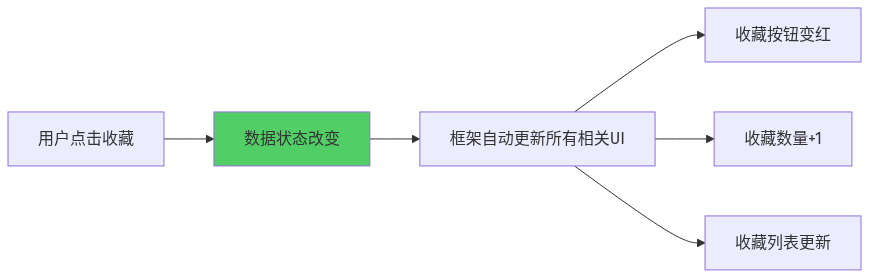 用户点击收藏
数据状态改变
框架自动更新所有相关UI
收藏按钮变红
收藏数量+1
收藏列表更新